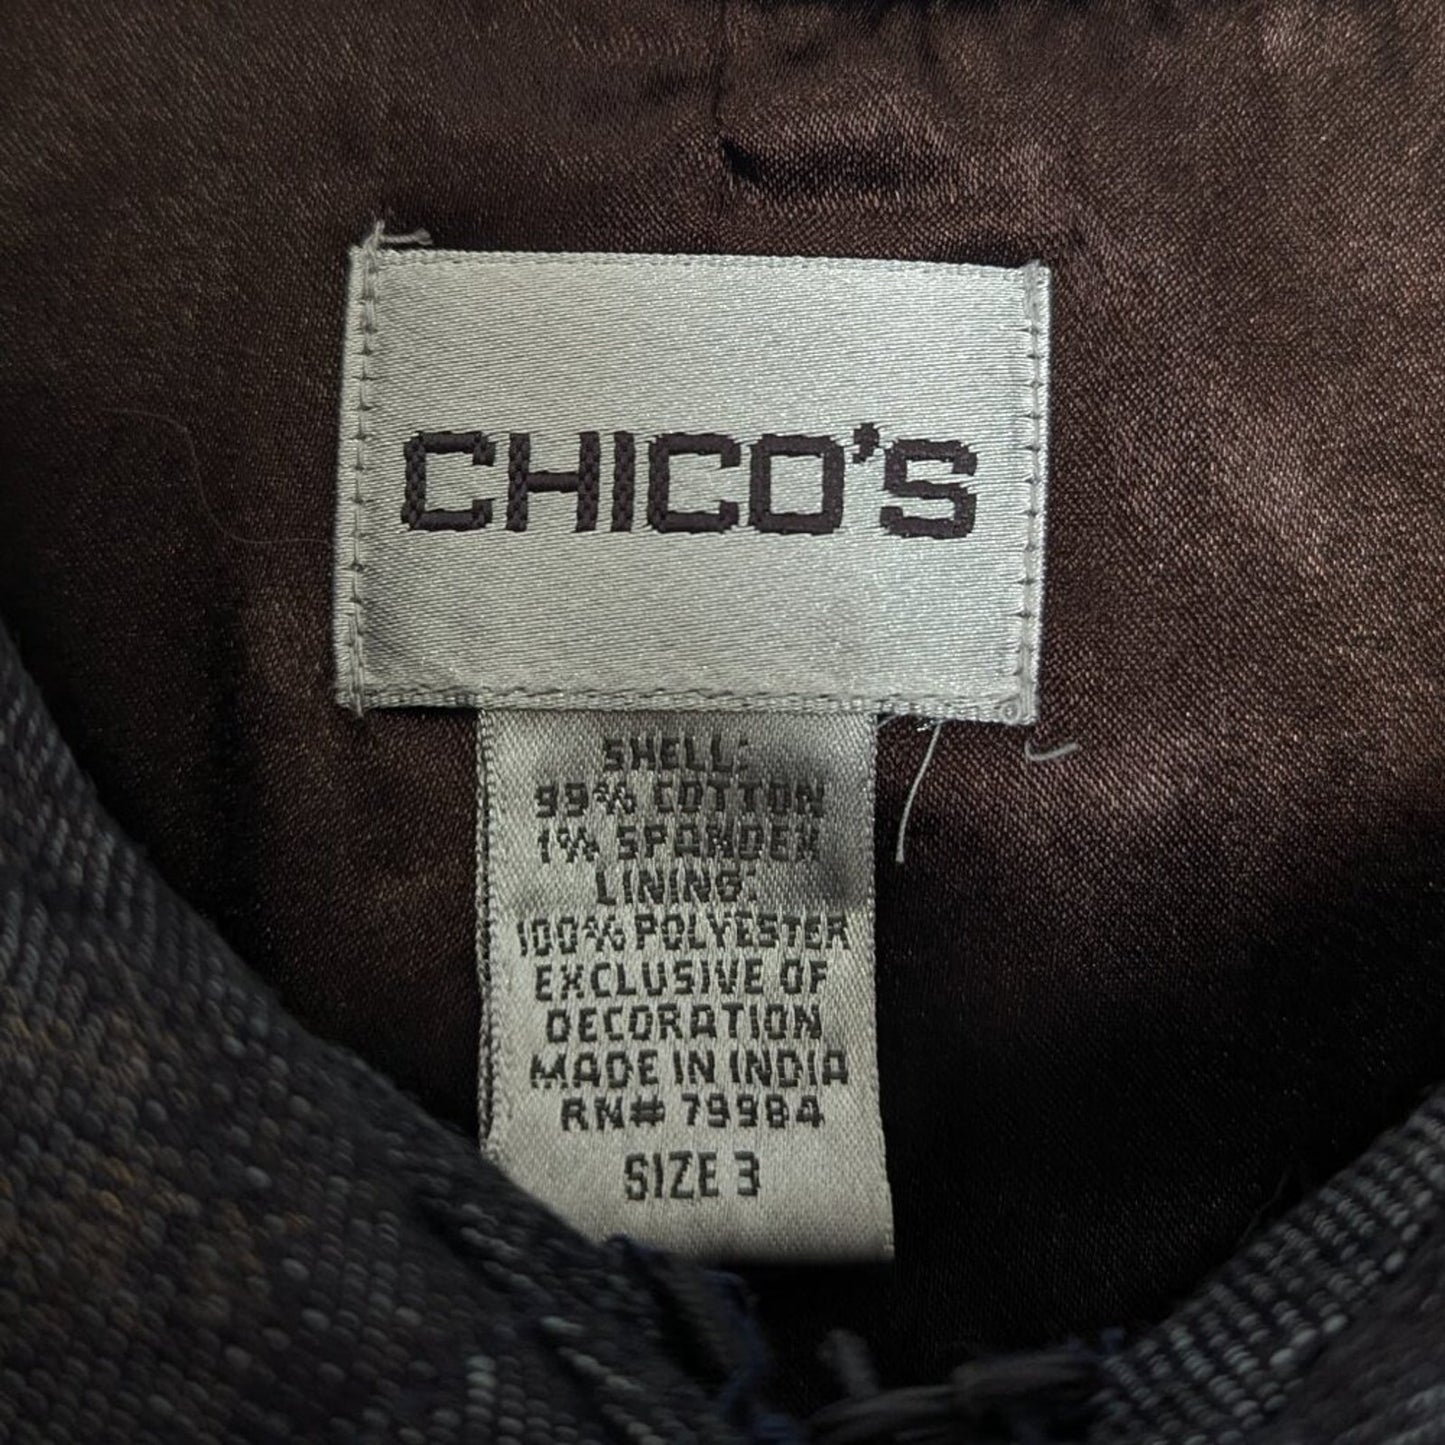 CHICO'S
SHELL:
99% COTTON
1% SPANDEX
LINING:
100% POLYESTER
EXCLUSIVE OF
DECORATION
MADE IN INDIA
RN# 79984
SIZE 3